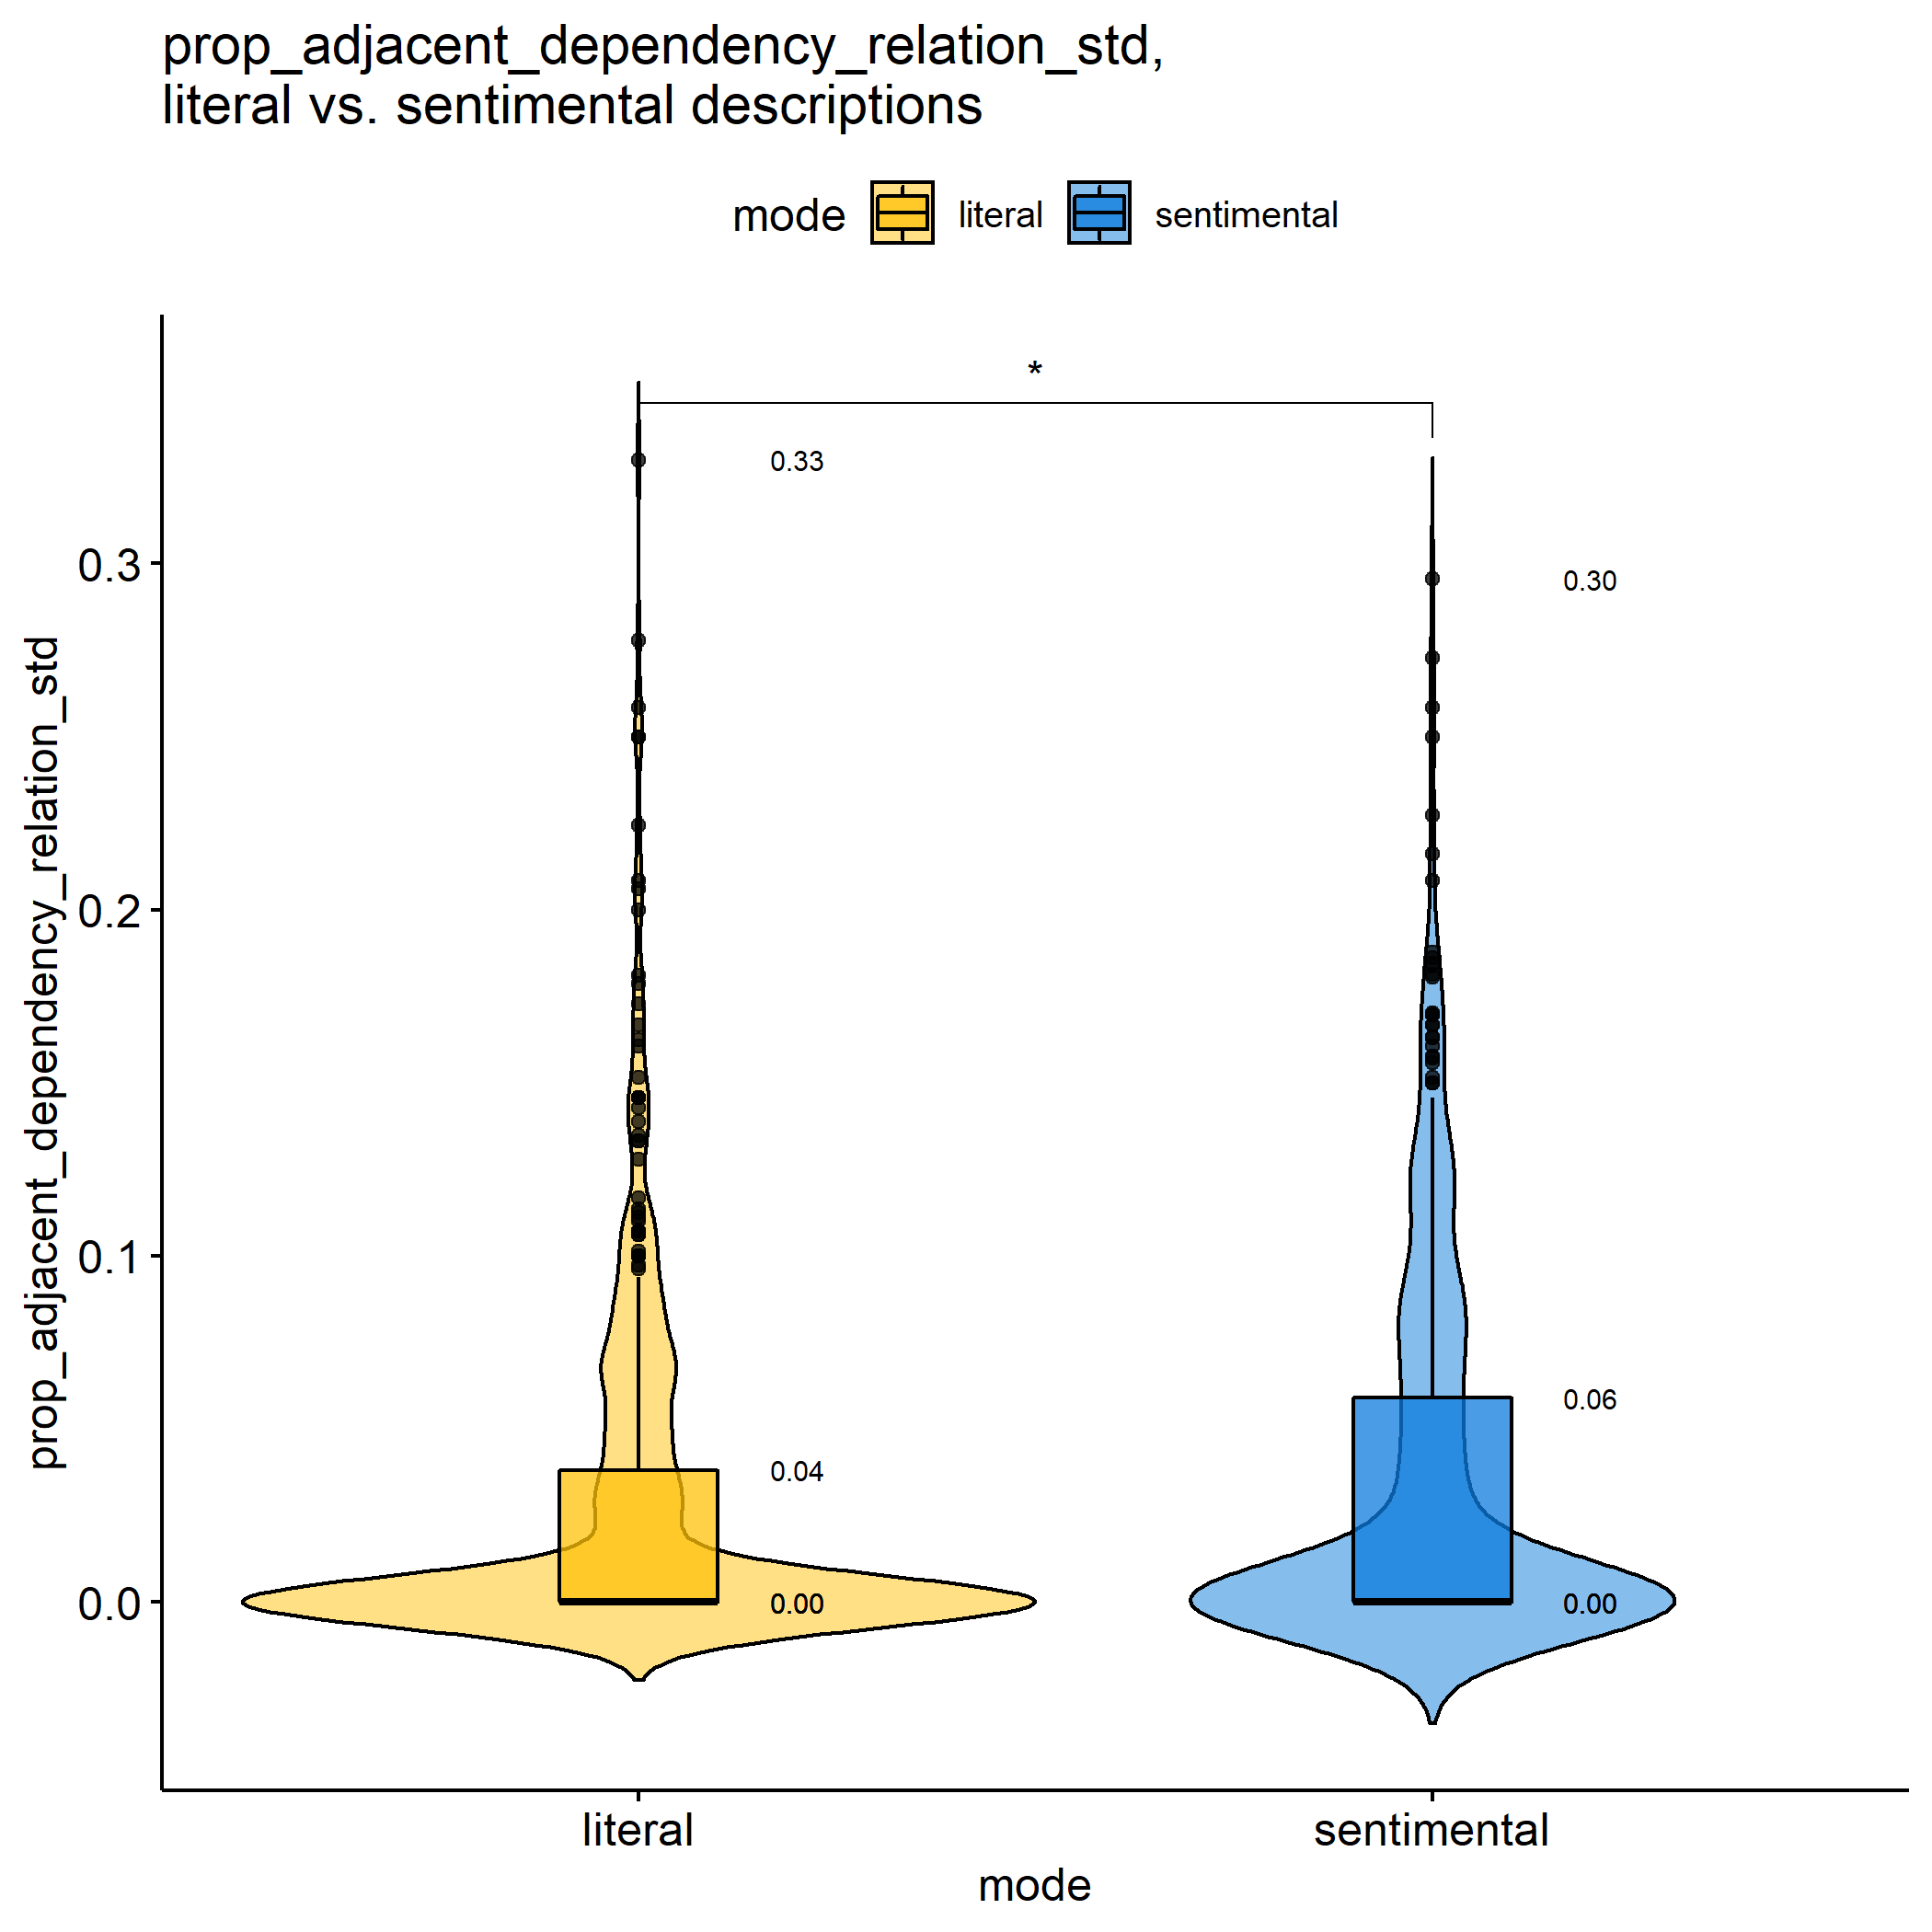 prop_adjacent_dependency_relation_std,
literal vs. sentimental descriptions
mode literal sentimental
*
0.33
0.30
0.3
0.2
0.1
0.06
0.04
0.0 0.00 0.00
prop_adjacent_dependency_relation_std
literal sentimental
mode